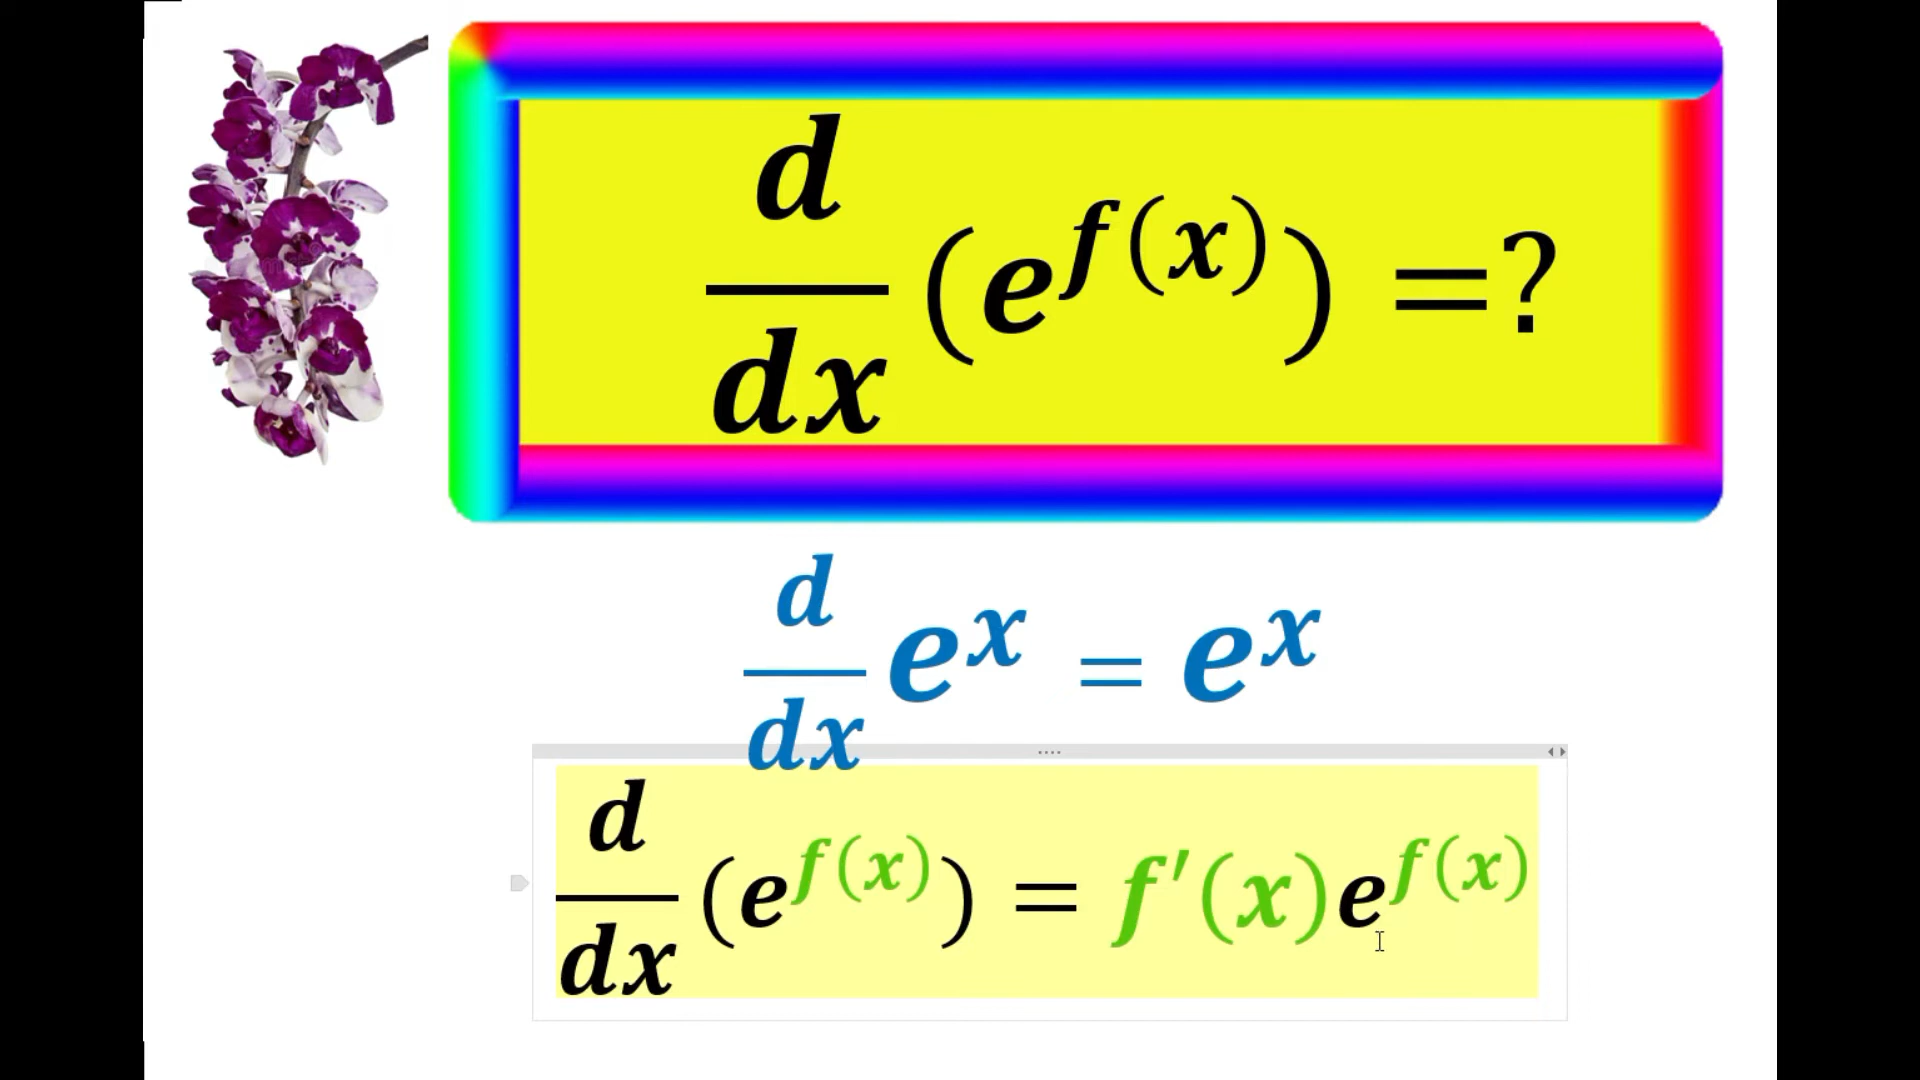 d/dx (e^f(x)) =?
d/dx e^x = e^x
d/dx (e^f(x)) = f′(x)e^f(x)